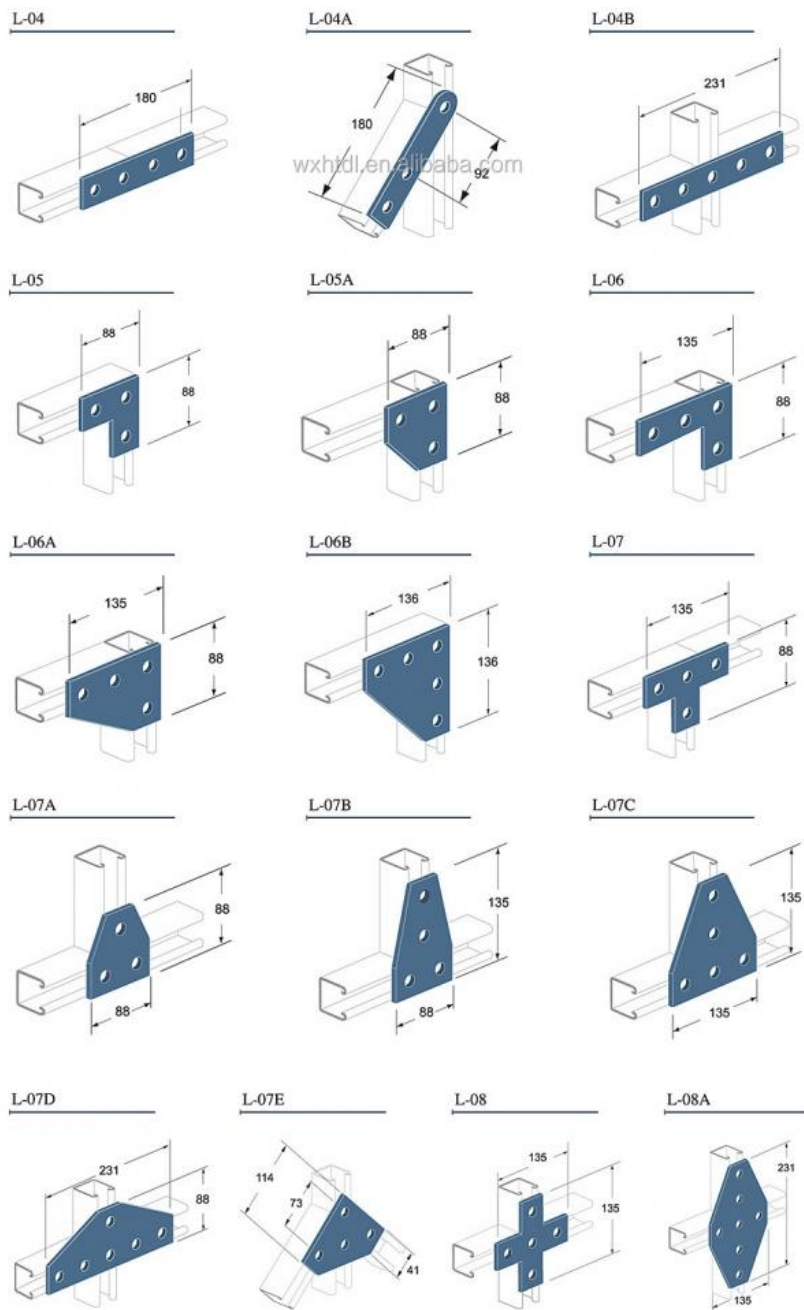 L-04
L-04A
L-04B
180
180
92
231
wxhtdl.en.alibaba.com
L-05
L-05A
L-06
88
88
88
88
135
88
L-06A
L-06B
L-07
135
88
136
136
135
88
L-07A
L-07B
L-07C
88
88
135
88
135
135
L-07D
L-07E
L-08
L-08A
231
88
114
73
41
135
135
231
135